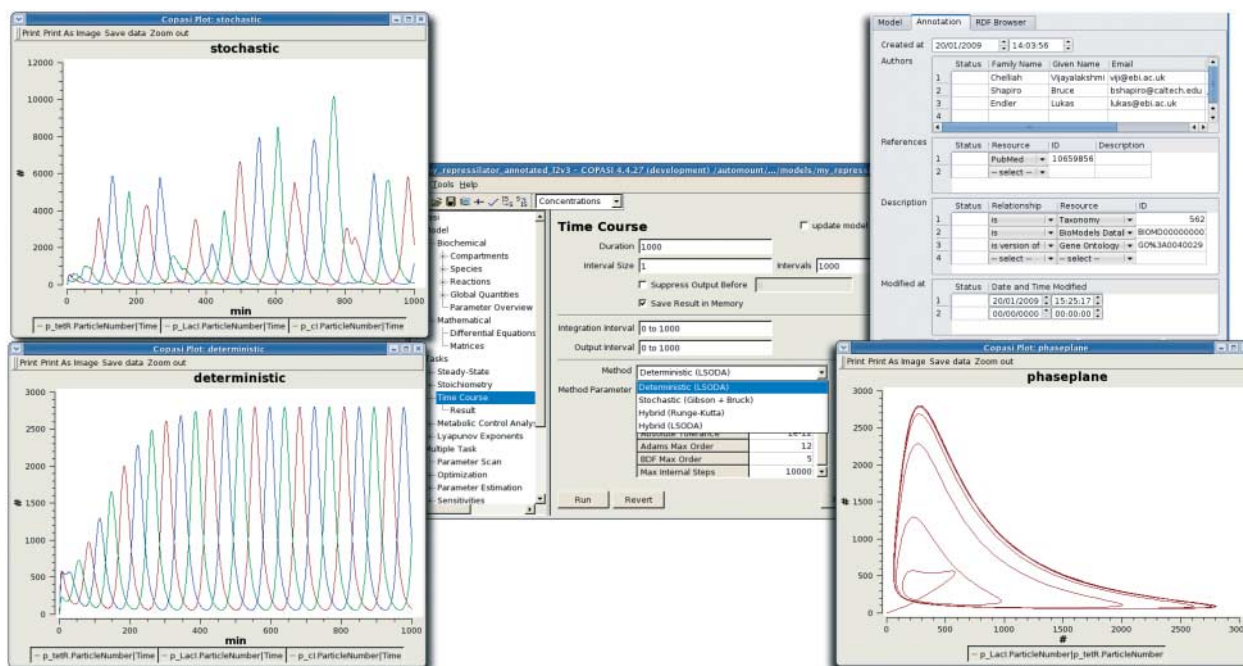 Copasi Plot: stochastic
Print Print As Image Save data Zoom out
stochastic
12000
10000
8000
6000
4000
2000
0
#
0 200 400 600 800 1000
min
p_tetR.ParticleNumber|Time p_LacI.ParticleNumber|Time p_cI.ParticleNumber|Time
Copasi Plot: deterministic
Print Print As Image Save data Zoom out
deterministic
3000
2500
2000
1500
1000
500
0
#
0 200 400 600 800 1000
min
p_tetR.ParticleNumber|Time p_LacI.ParticleNumber|Time p_cI.ParticleNumber|Time
my_repressilator_annotated_l2v3 - COPASI 4.4.27 (development) /automount/.../models/my_repress
Tools Help
Concentrations
Model
Biochemical
Compartments
Species
Reactions
Global Quantities
Parameter Overview
Mathematical
Differential Equations
Matrices
Tasks
Steady-State
Stoichiometry
Time Course
Result
Metabolic Control Analys
Lyapunov Exponents
Multiple Task
Parameter Scan
Optimization
Parameter Estimation
Sensitivities
Time Course
update model
Duration 1000
Interval Size 1 Intervals 1000
Suppress Output Before 0
Save Result in Memory
Integration Interval 0 to 1000
Output Interval 0 to 1000
Method Deterministic (LSODA)
Method Parameter
Deterministic (LSODA)
Stochastic (Gibson + Bruck)
Hybrid (Runge-Kutta)
Hybrid (LSODA)
Absolute Tolerance 1e-12
Adams Max Order 12
BDF Max Order 5
Max Internal Steps 10000
Run Revert
Model Annotation RDF Browser
Created at 20/01/2009 14:03:56
Authors
Status Family Name Given Name Email
1 Chelliah Vijayalakshmi viji@ebi.ac.uk
2 Shapiro Bruce bshapiro@caltech.edu
3 Endler Lukas lukas@ebi.ac.uk
4
References
Status Resource ID Description
1 PubMed 10659856
2 -- select --
Description
Status Relationship Resource ID
1 is Taxonomy 562
2 is BioModels Datal BIOMD000000001
3 is version of Gene Ontology GO%3A0040029
4 -- select -- -- select --
Modified at
Status Date and Time Modified
1 20/01/2009 15:25:17
2 00/00/0000 00:00:00
Copasi Plot: phaseplane
Print Print As Image Save data Zoom out
phaseplane
3000
2500
2000
1500
1000
500
0
#
0 500 1000 1500 2000 2500 3000
#
p_LacI.ParticleNumber|p_tetR.ParticleNumber